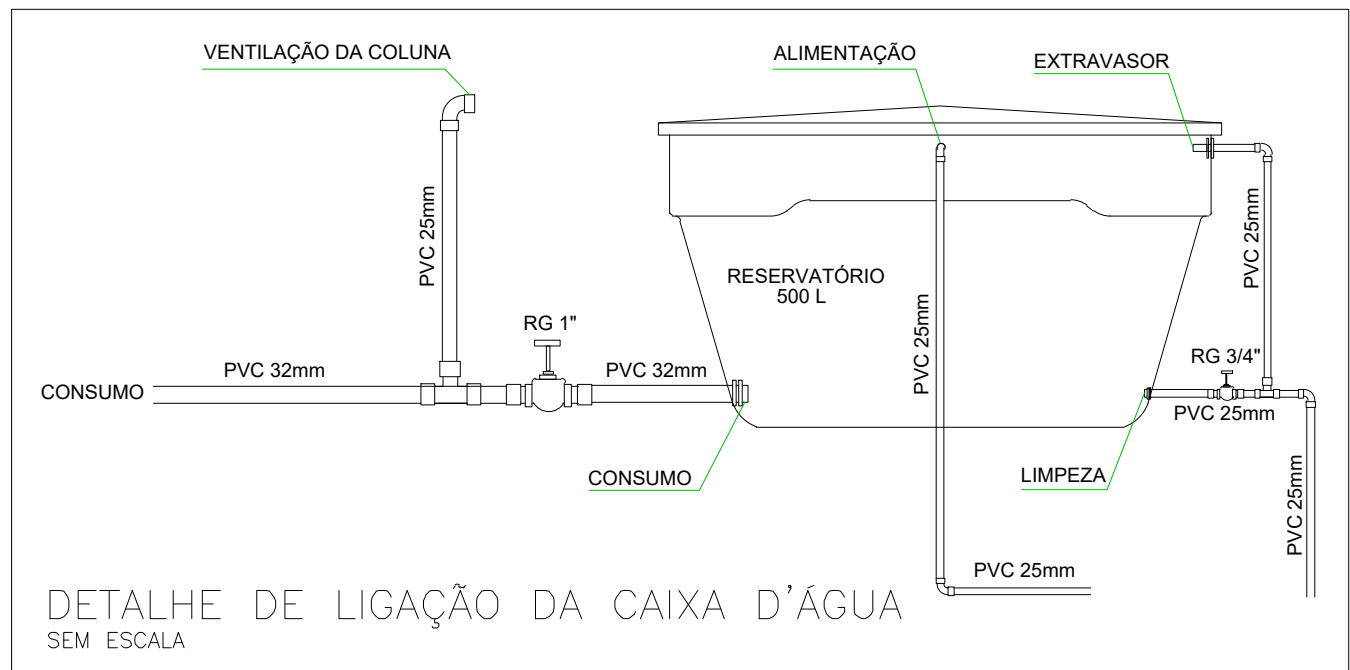 VENTILAÇÃO DA COLUNA
ALIMENTAÇÃO
EXTRAVASOR
PVC 25mm
PVC 25mm
RESERVATÓRIO
500 L
RG 1"
PVC 25mm
RG 3/4"
CONSUMO
PVC 32mm
PVC 32mm
PVC 25mm
CONSUMO
LIMPEZA
PVC 25mm
PVC 25mm
DETALHE DE LIGAÇÃO DA CAIXA D'ÁGUA
SEM ESCALA